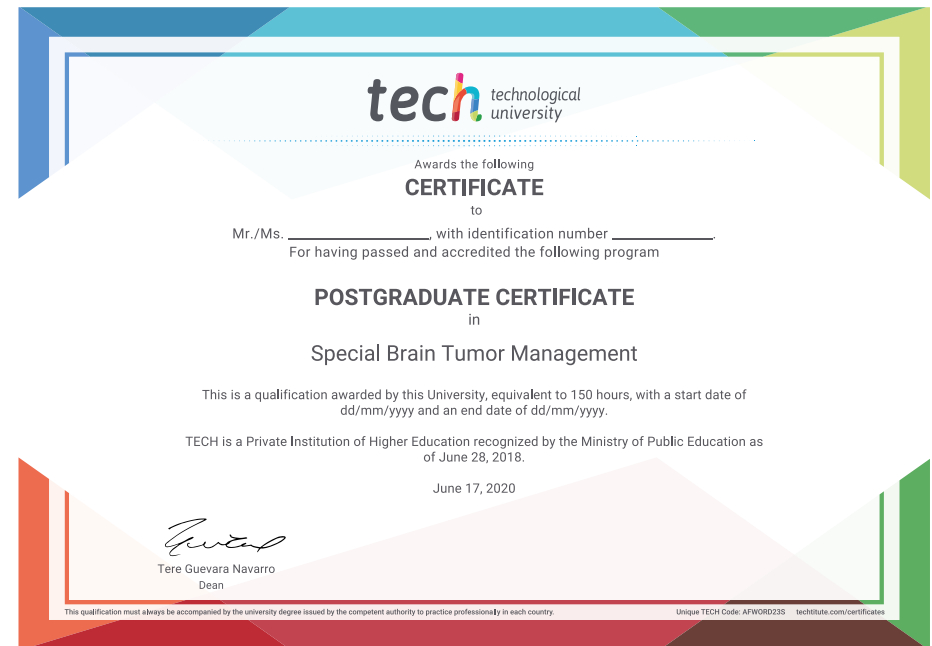 tech technological
university
Awards the following
CERTIFICATE
to
Mr./Ms. ____________________, with identification number ______________.
For having passed and accredited the following program
POSTGRADUATE CERTIFICATE
in
Special Brain Tumor Management
This is a qualification awarded by this University, equivalent to 150 hours, with a start date of
dd/mm/yyyy and an end date of dd/mm/yyyy.
TECH is a Private Institution of Higher Education recognized by the Ministry of Public Education as
of June 28, 2018.
June 17, 2020
Tere Guevara Navarro
Dean
This qualification must always be accompanied by the university degree issued by the competent authority to practice professionally in each country. Unique TECH Code: AFWORD23S techtitute.com/certificates